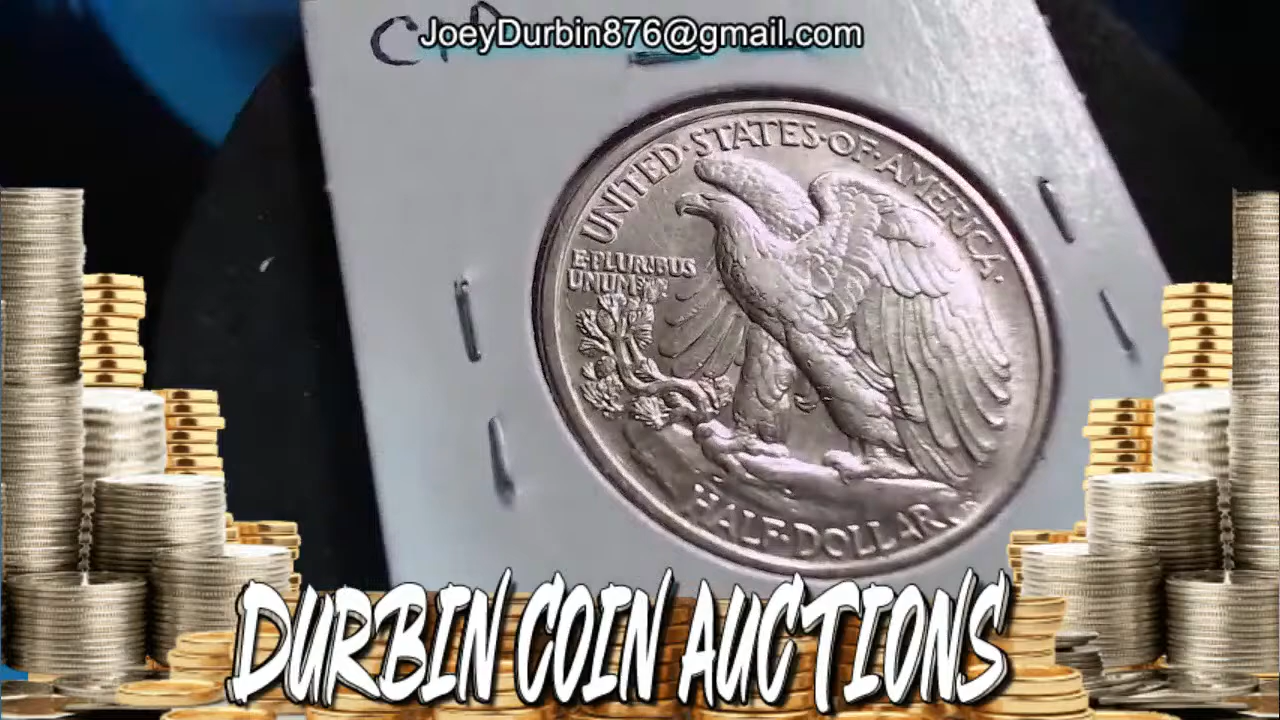 JoeyDurbin876@gmail.com
UNITED·STATES·OF·AMERICA·
E·PLURIBUS
UNUM
HALF·DOLLAR
DURBIN COIN AUCTIONS